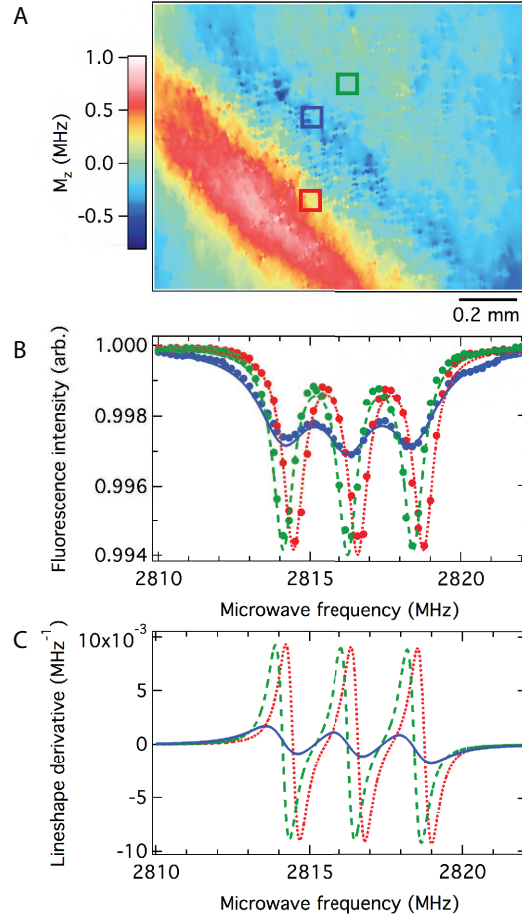 A
1.0
0.5
0.0
-0.5
M_z (MHz)
0.2 mm
B
1.000
0.998
0.996
0.994
Fluorescence intensity (arb.)
2810
2815
2820
Microwave frequency (MHz)
C
10x10⁻³
5
0
-5
-10
Lineshape derivative (MHz⁻¹)
2810
2815
2820
Microwave frequency (MHz)